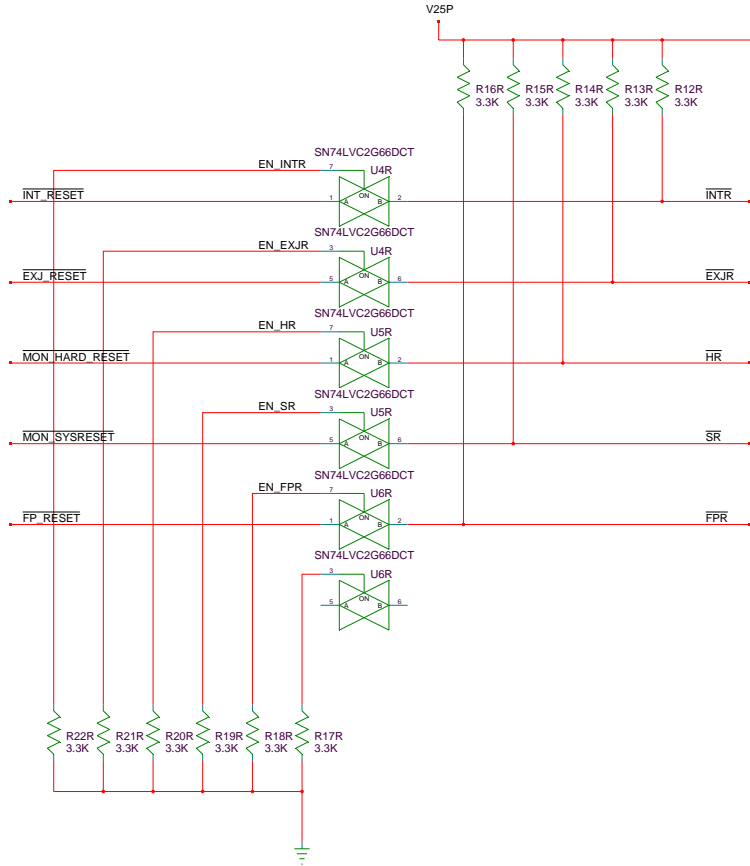 V25P
R16R
3.3K
R15R
3.3K
R14R
3.3K
R13R
3.3K
R12R
3.3K
SN74LVC2G66DCT
EN_INTR
7
U4R
ON
INT_RESET
1
A
B
2
INTR
SN74LVC2G66DCT
EN_EXJR
3
U4R
ON
EXJ_RESET
5
A
B
6
EXJR
SN74LVC2G66DCT
EN_HR
7
U5R
ON
MON_HARD_RESET
1
A
B
2
HR
SN74LVC2G66DCT
EN_SR
3
U5R
ON
MON_SYSRESET
5
A
B
6
SR
SN74LVC2G66DCT
EN_FPR
7
U6R
ON
FP_RESET
1
A
B
2
FPR
SN74LVC2G66DCT
3
U6R
ON
5
A
B
6
R22R
3.3K
R21R
3.3K
R20R
3.3K
R19R
3.3K
R18R
3.3K
R17R
3.3K